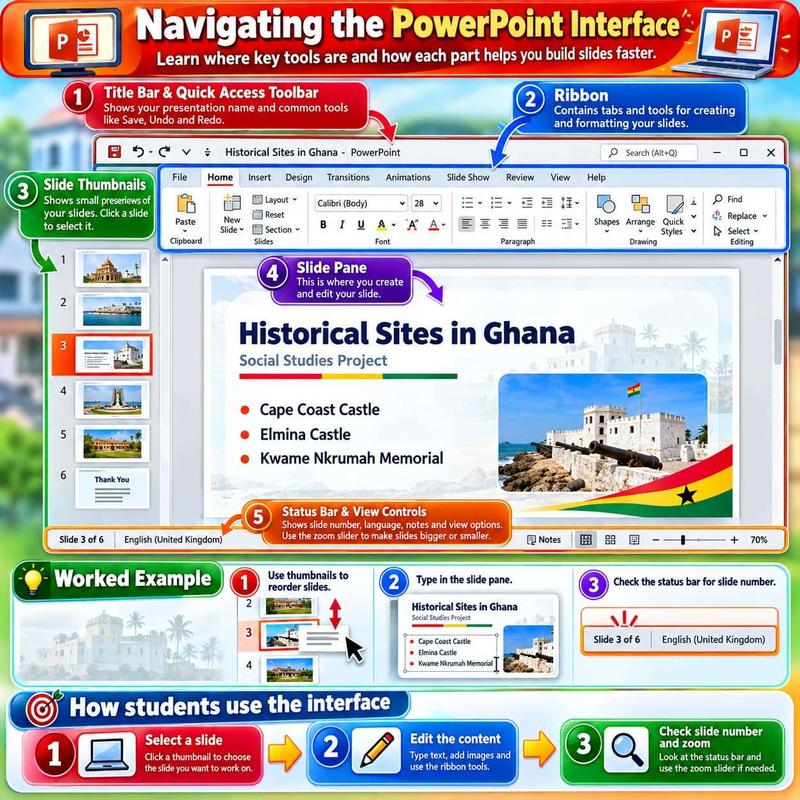 Navigating the PowerPoint Interface
Learn where key tools are and how each part helps you build slides faster.
1
Title Bar & Quick Access Toolbar
Shows your presentation name and common tools
like Save, Undo and Redo.
2
Ribbon
Contains tabs and tools for creating
and formatting your slides.
Historical Sites in Ghana - PowerPoint
Search (Alt+Q)
3
Slide Thumbnails
Shows small
of
your slides. Click a slide
to select it.
File Home Insert Design Transitions Animations Slide Show Review View Help
Paste
Clipboard
New
Slide
Layout
Reset
Section
Slides
Calibri (Body) 28
B I U A
Font
Paragraph
Shapes
Arrange
Quick
Styles
Drawing
Find
Replace
Select
Editing
1
2
3
4
5
6
Thank You
4
Slide Pane
This is where you create
and edit your slide.
Historical Sites in Ghana
Social Studies Project
Cape Coast Castle
Elmina Castle
Kwame Nkrumah Memorial
5
Status Bar & View Controls
Shows slide number, language, notes and view options.
Use the zoom slider to make slides bigger or smaller.
Slide 3 of 6
English (United Kingdom)
Notes
70%
Worked Example
1
Use thumbnails to
reorder slides.
2
3
4
2
Type in the slide pane.
Historical Sites in Ghana
Social Studies Project
Cape Coast Castle
Elmina Castle
Kwame Nkrumah Memorial
3
Check the status bar for slide number.
Slide 3 of 6
English (United Kingdom)
How students use the interface
1
Select a slide
Click a thumbnail to choose
the slide you want to work on.
2
Edit the content
Type text, add images and
use the ribbon tools.
3
Check slide number
and zoom
Look at the status bar and
use the zoom slider if needed.